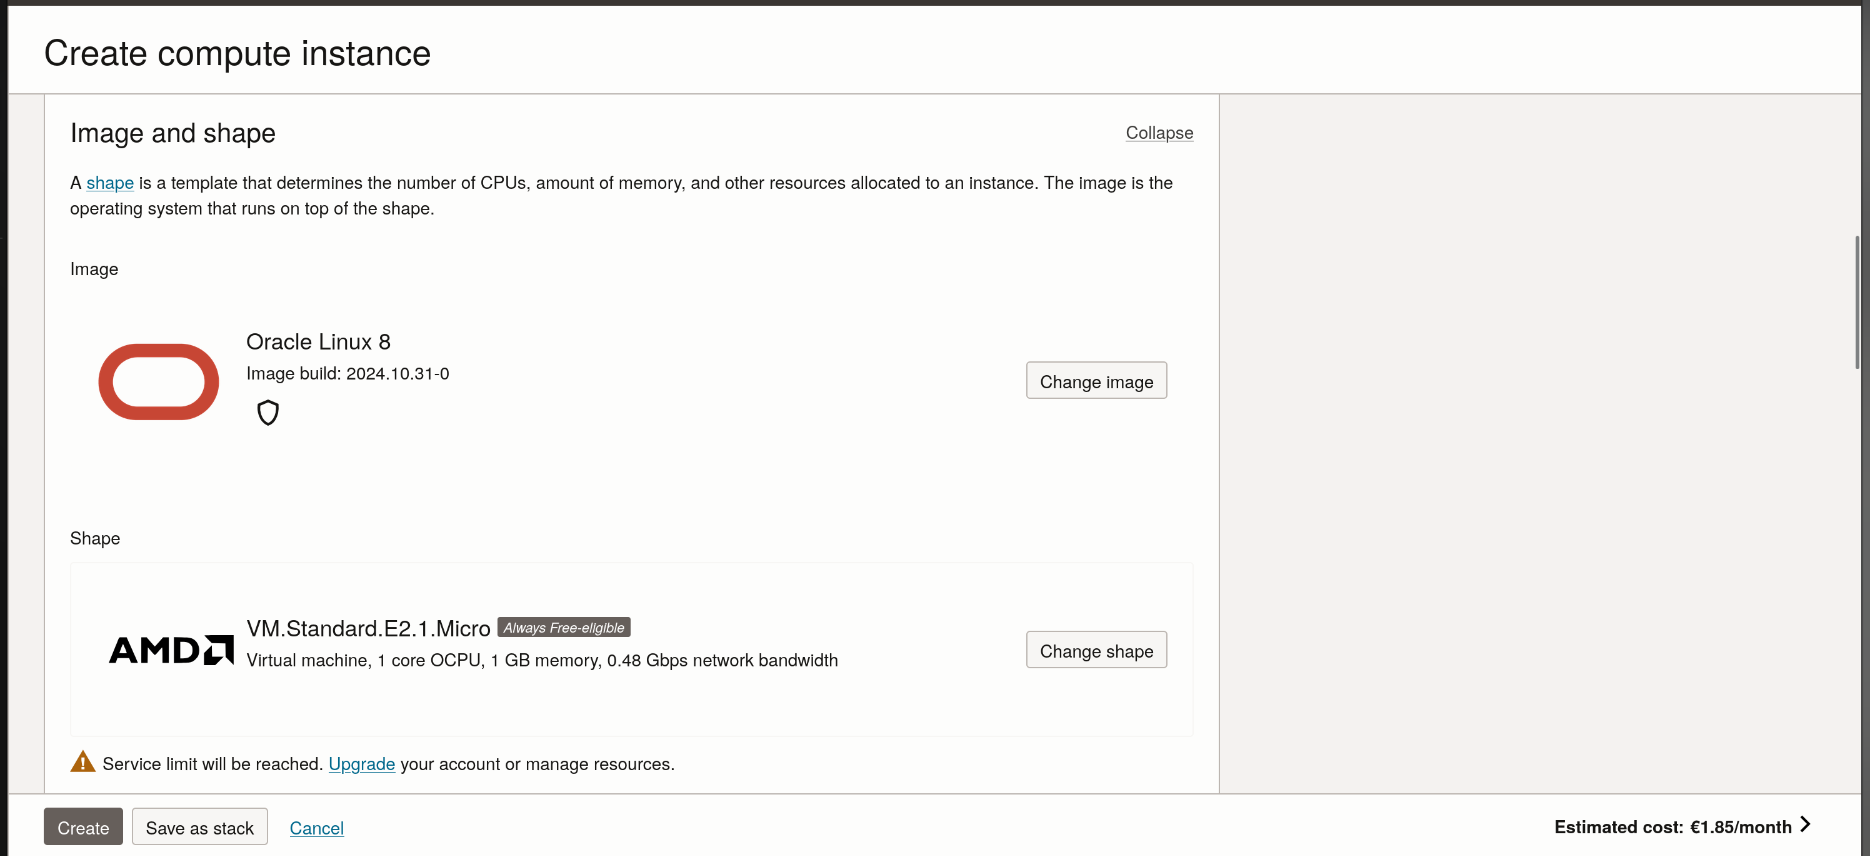 Create compute instance
Image and shape
Collapse
A shape is a template that determines the number of CPUs, amount of memory, and other resources allocated to an instance. The image is the
operating system that runs on top of the shape.
Image
Oracle Linux 8
Image build: 2024.10.31-0
Change image
Shape
AMD
VM.Standard.E2.1.Micro Always Free-eligible
Virtual machine, 1 core OCPU, 1 GB memory, 0.48 Gbps network bandwidth
Change shape
Service limit will be reached. Upgrade your account or manage resources.
Create Save as stack Cancel Estimated cost: €1.85/month